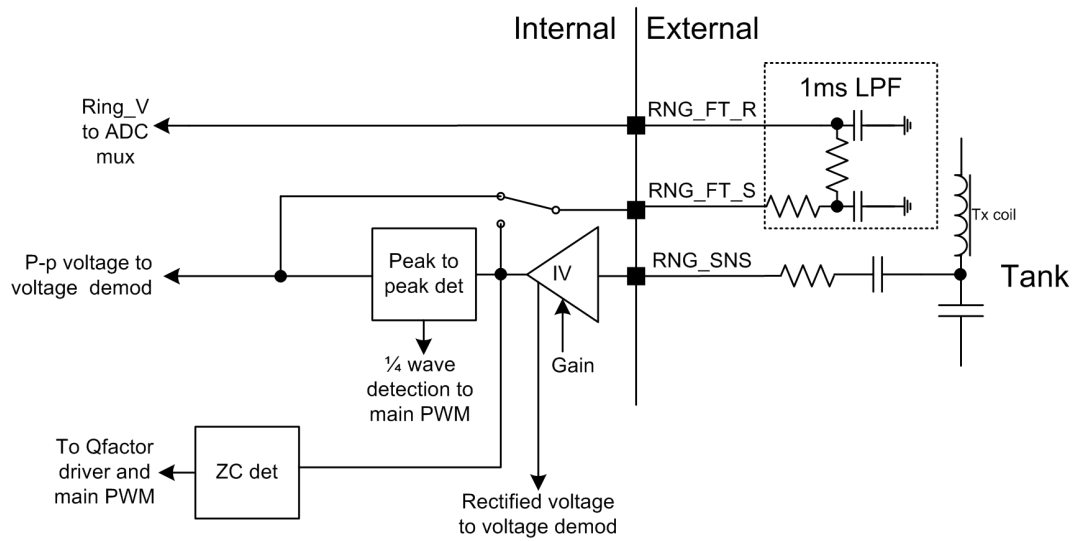 Internal
External
1ms LPF
Ring_V
to ADC
mux
RNG_FT_R
RNG_FT_S
Tx coil
P-p voltage to
voltage demod
Peak to
peak det
IV
RNG_SNS
Tank
¼ wave
detection to
main PWM
Gain
To Qfactor
driver and
main PWM
ZC det
Rectified voltage
to voltage demod